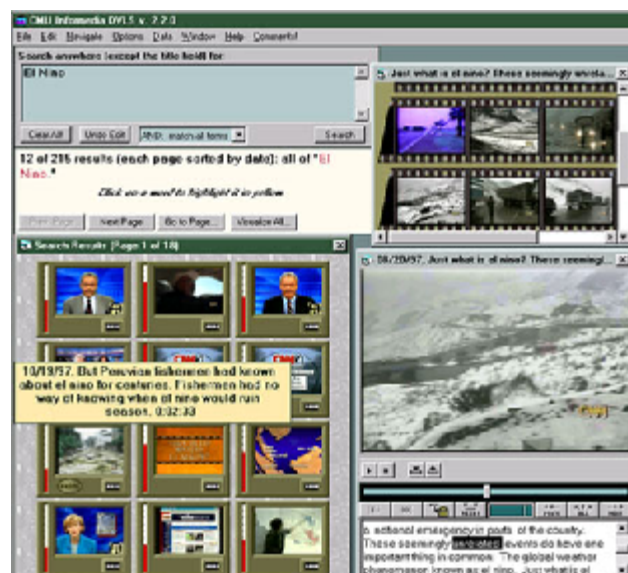 CMU Informedia DVLS v. 2.2.0
File Edit Navigate Options Data Window Help Comments!
Search anywhere (except the title field) for:
El Nino
Clear All Undo Edit AND: match all terms Search
12 of 216 results (each page sorted by date): all of "El
Nino."
Click on a word to highlight it in yellow
Prev Page Next Page Go to Page... Visualize All...
Search Results (Page 1 of 18)
10/19/97. But Peruvian fishermen had known
about el nino for centuries. Fishermen had no
way of knowing when el nino would ruin
season. 0:02:33
Just what is el nino? These seemingly unrela...
08/20/97. Just what is el nino? These seemingl...
CNN
a national emergency in parts of the country.
These seemingly unrelated events do have one
important thing in common. The global weather
phenomenon known as el nino. Just what is el